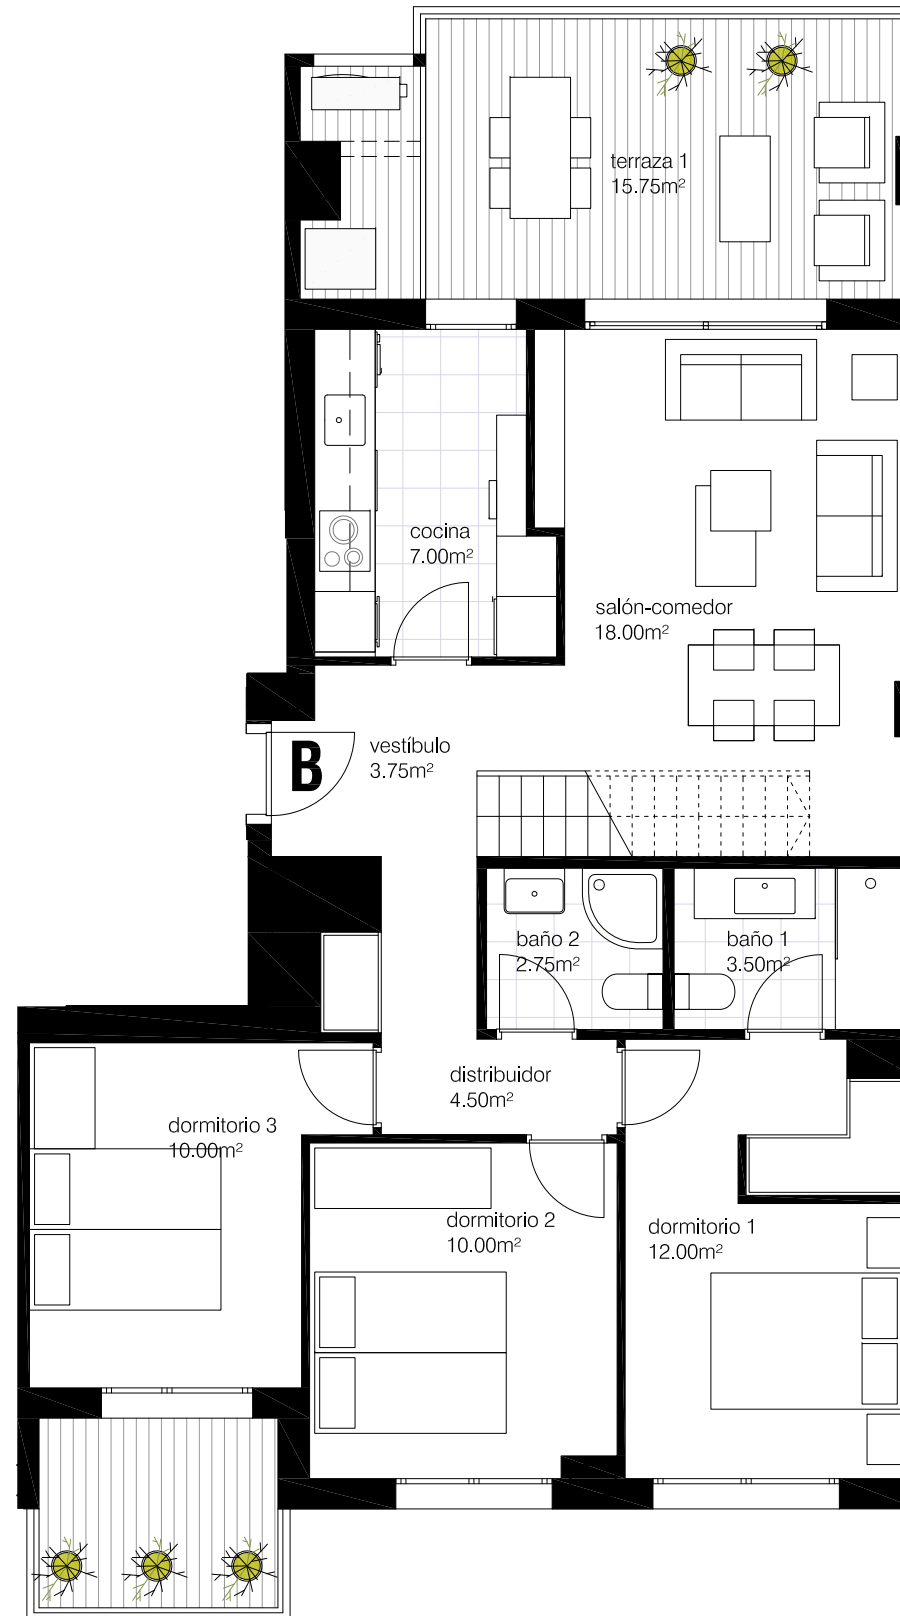 terraza 1
15.75m²
cocina
7.00m²
salón-comedor
18.00m²
B
vestíbulo
3.75m²
baño 2
2.75m²
baño 1
3.50m²
distribuidor
4.50m²
dormitorio 3
10.00m²
dormitorio 2
10.00m²
dormitorio 1
12.00m²